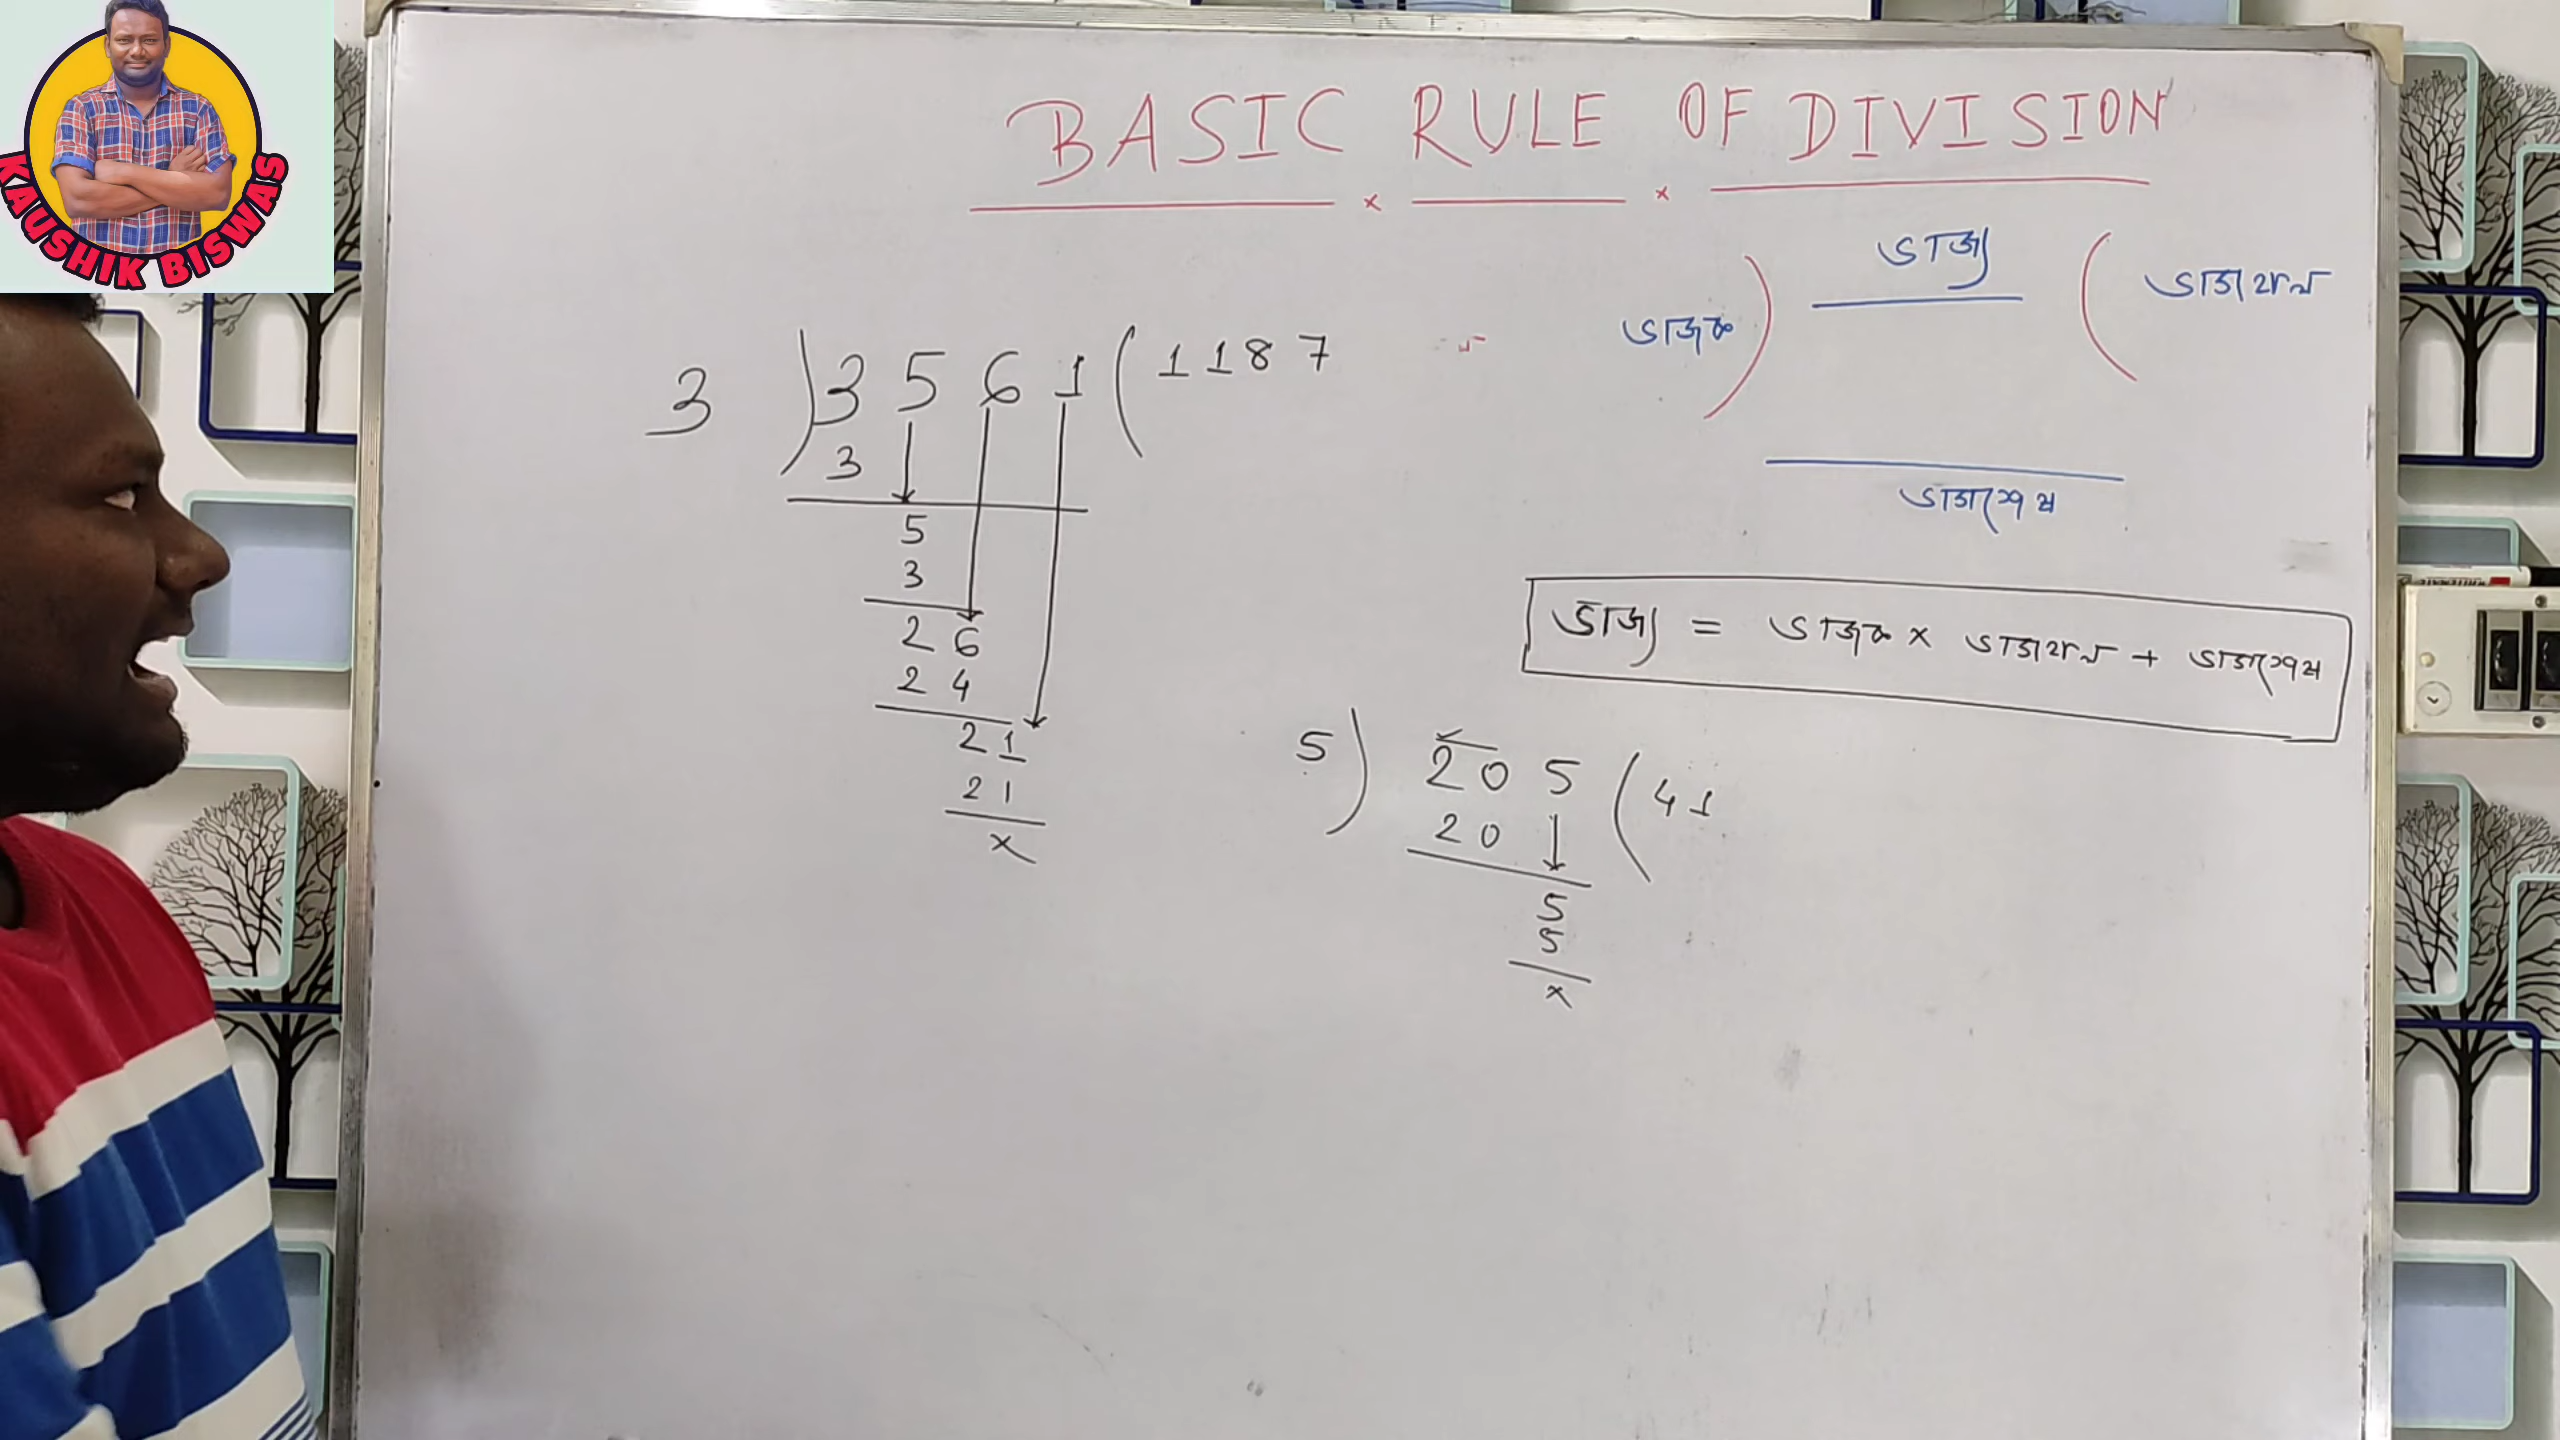 KAUSHIK BISWAS
BASIC RULE OF DIVISION
ভাজ্য
ভাজক ) ( ভাগফল
ভাগশেষ
3 ) 3 5 6 1 ( 1 1 8 7
3
5
3
2 6
2 4
2 1
2 1
x
ভাজ্য = ভাজক × ভাগফল + ভাগশেষ
5 ) 2 0 5 ( 4 1
2 0
5
5
x